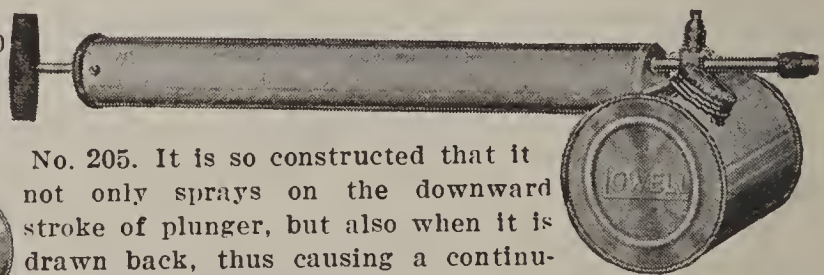 LOWELL
No. 205. It is so constructed that it
not only sprays on the downward
stroke of plunger, but also when it is
drawn back, thus causing a continu-